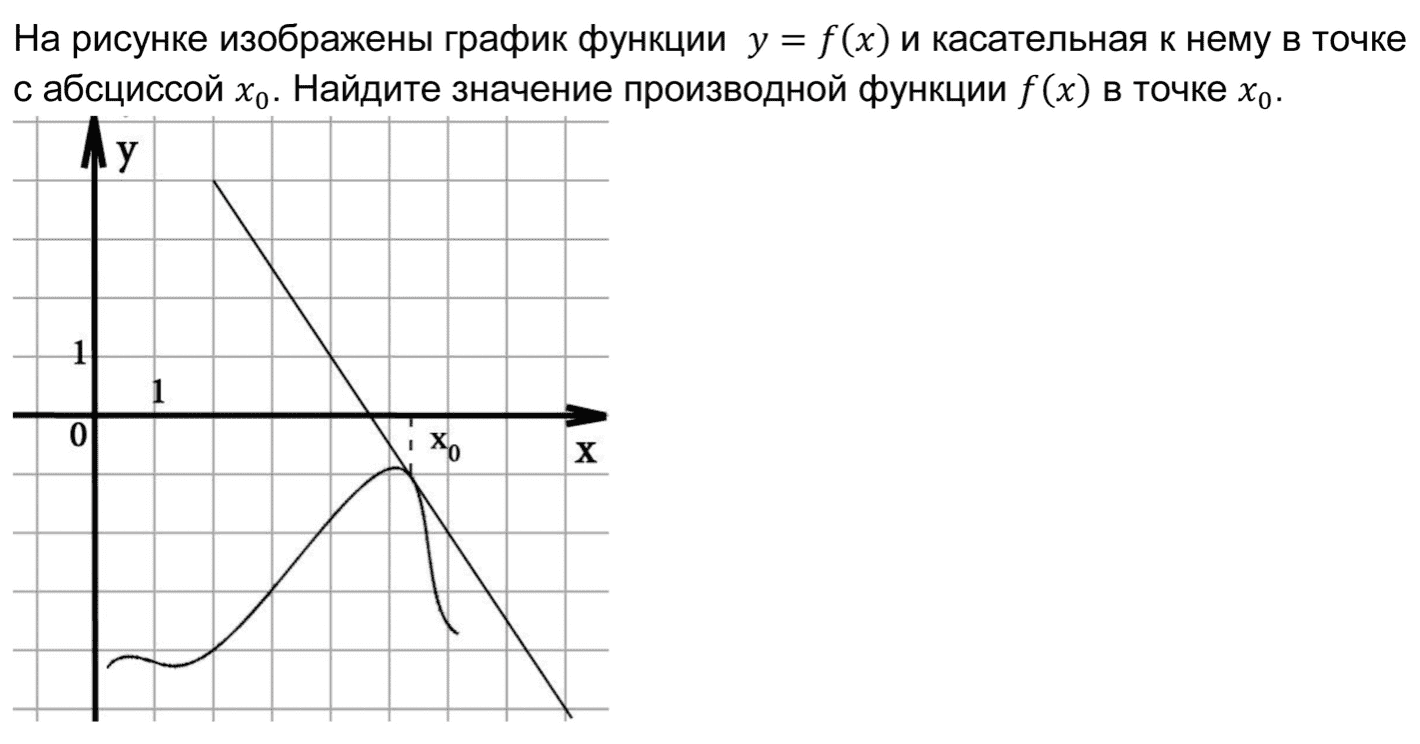 На рисунке изображены график функции y = f(x) и касательная к нему в точке
с абсциссой x₀. Найдите значение производной функции f(x) в точке x₀.
y
1
1
0
x₀
x